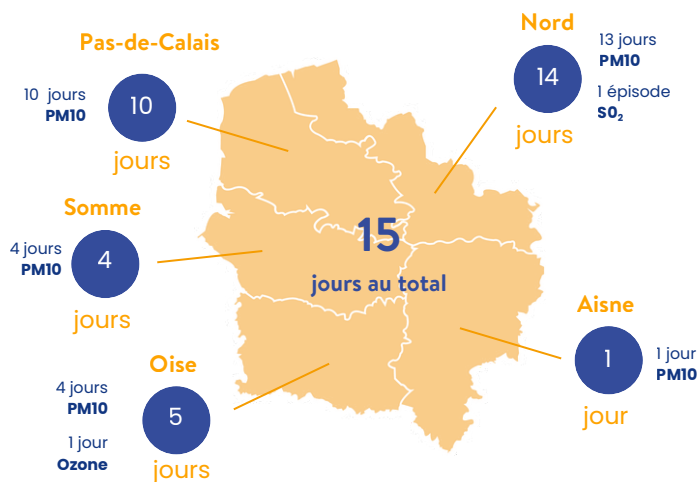 Pas-de-Calais
10 jours
PM10
10
jours
Nord
14
jours
13 jours
PM10
1 épisode
S0₂
Somme
4 jours
PM10
4
jours
15
jours au total
Aisne
1
jour
1 jour
PM10
Oise
4 jours
PM10
1 jour
Ozone
5
jours